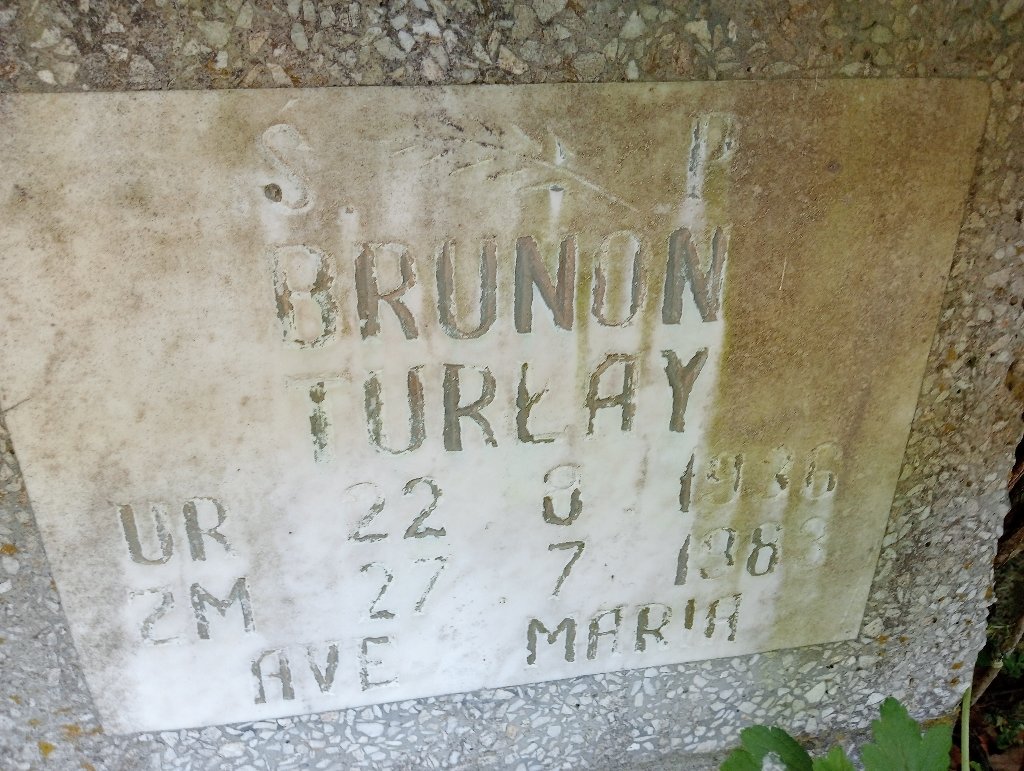 S P
BRUNON
TURŁAY
UR 22 8 1936
ZM 27 7 1983
AVE MARIA